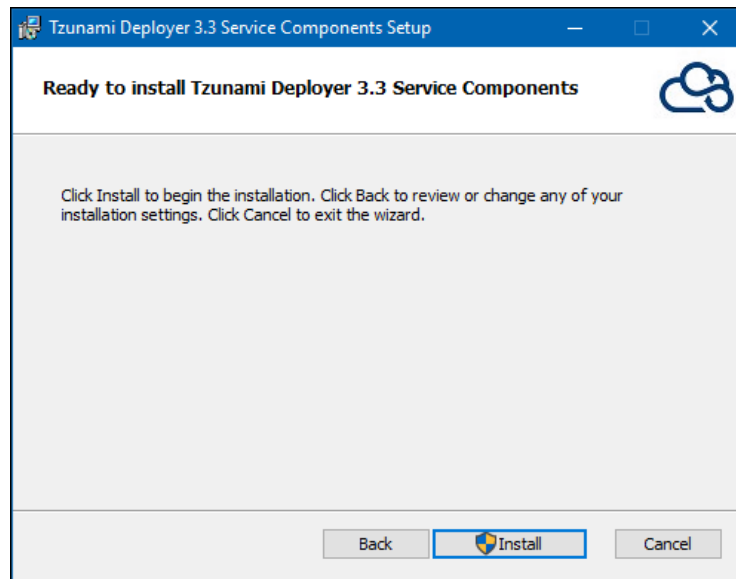 Tzunami Deployer 3.3 Service Components Setup
Ready to install Tzunami Deployer 3.3 Service Components
Click Install to begin the installation. Click Back to review or change any of your
installation settings. Click Cancel to exit the wizard.
Back Install Cancel